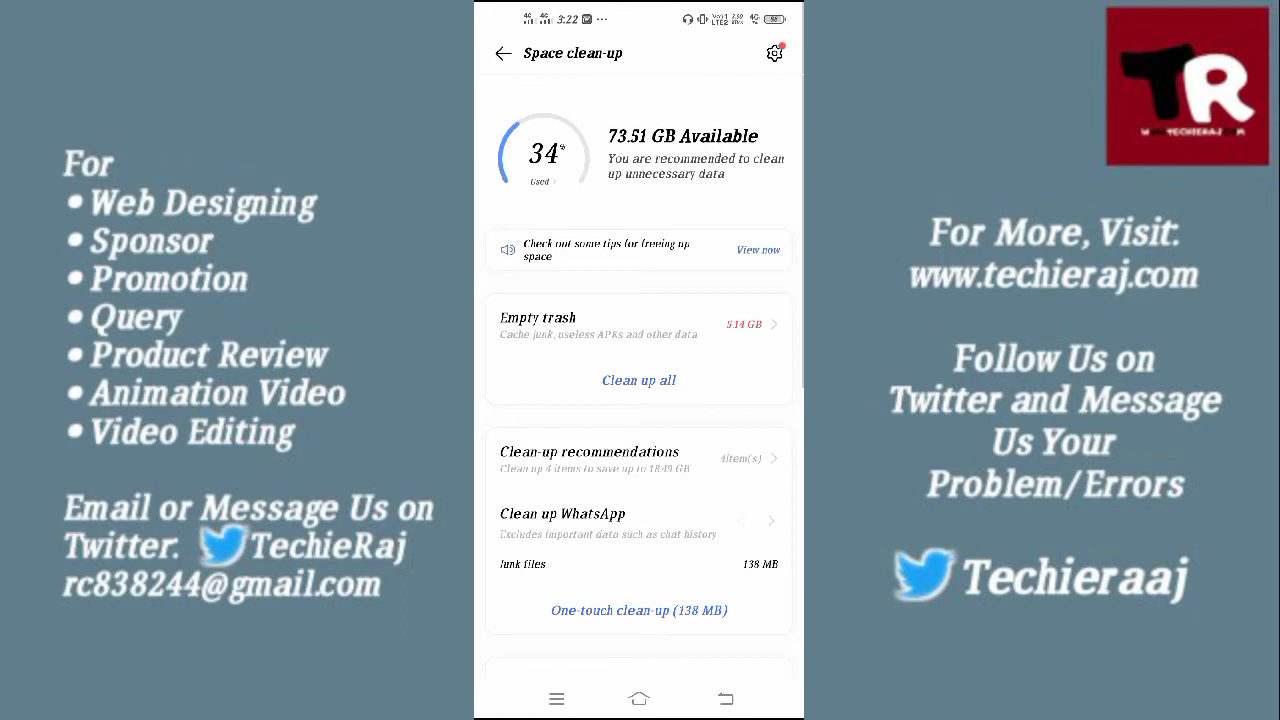 For
• Web Designing
• Sponsor
• Promotion
• Query
• Product Review
• Animation Video
• Video Editing
Email or Message Us on
Twitter. TechieRaj
rc838244@gmail.com
4G 4G 3:22 ···
Space clean-up
34%
Used >
73.51 GB Available
You are recommended to clean
up unnecessary data
Check out some tips for freeing up
space
View now
Empty trash
5.14 GB
Cache junk, useless APKs and other data
Clean up all
Clean-up recommendations
4item(s)
Clean up 4 items to save up to 18.49 GB
Clean up WhatsApp
Excludes important data such as chat history
Junk files
138 MB
One-touch clean-up (138 MB)
TR
For More, Visit:
www.techieraj.com
Follow Us on
Twitter and Message
Us Your
Problem/Errors
Techieraaj